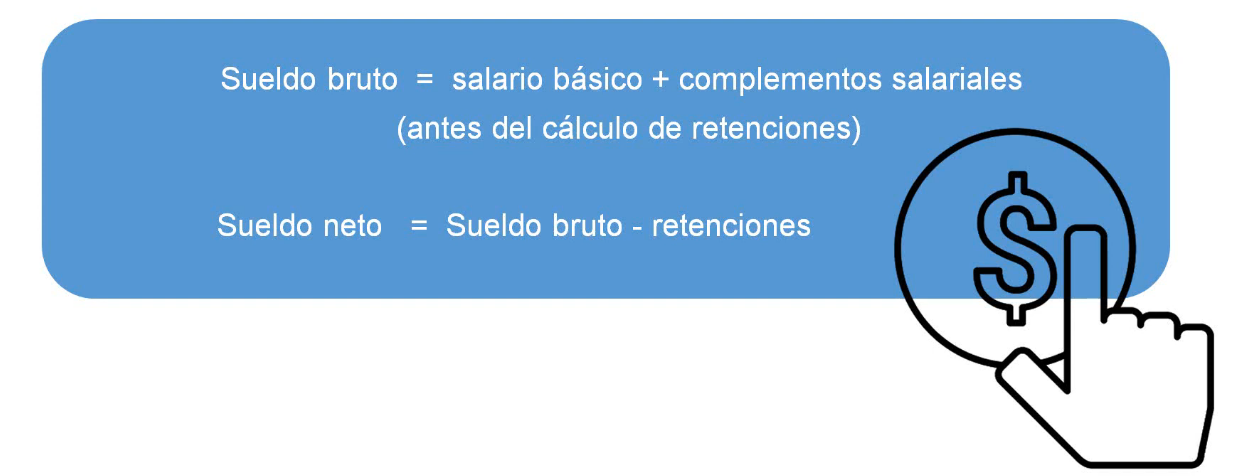 Sueldo bruto = salario básico + complementos salariales
(antes del cálculo de retenciones)
Sueldo neto = Sueldo bruto - retenciones
$